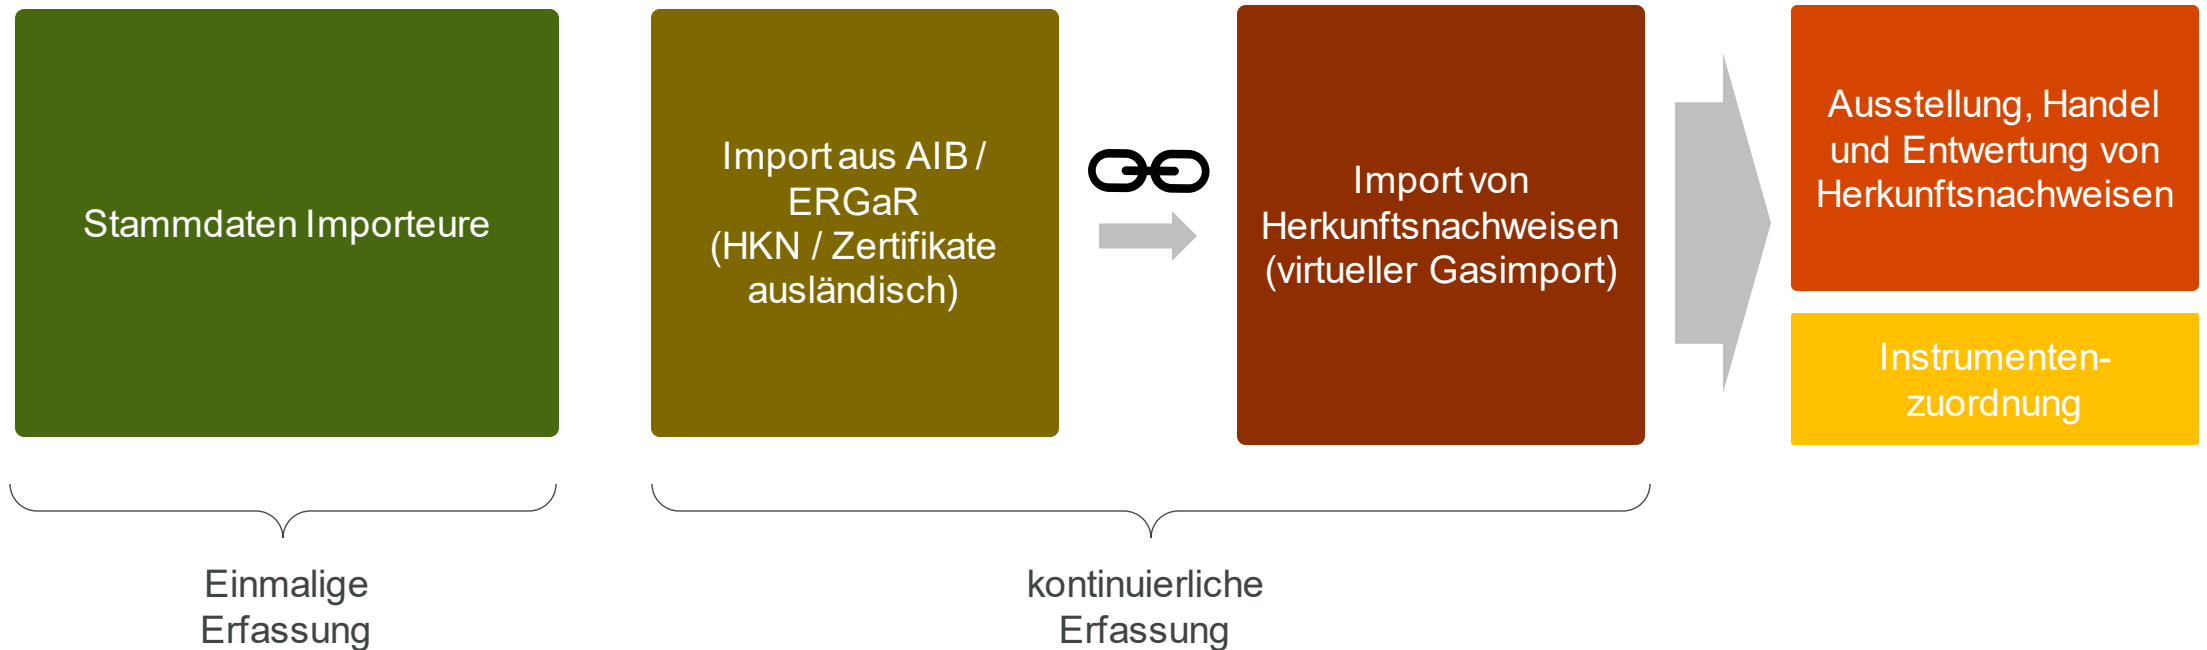 Stammdaten Importeure
Import aus AIB /
ERGaR
(HKN / Zertifikate
ausländisch)
Import von
Herkunftsnachweisen
(virtueller Gasimport)
Ausstellung, Handel
und Entwertung von
Herkunftsnachweisen
Instrumenten-
zuordnung
Einmalige
Erfassung
kontinuierliche
Erfassung